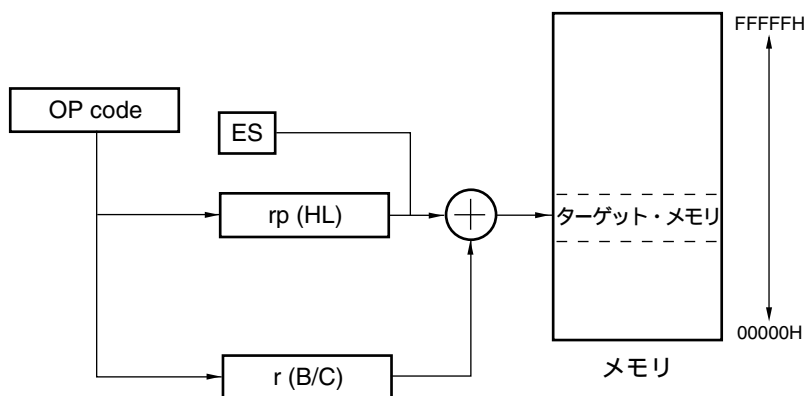 FFFFFH
OP code
ES
rp (HL)
ターゲット・メモリ
r (B/C)
00000H
メモリ